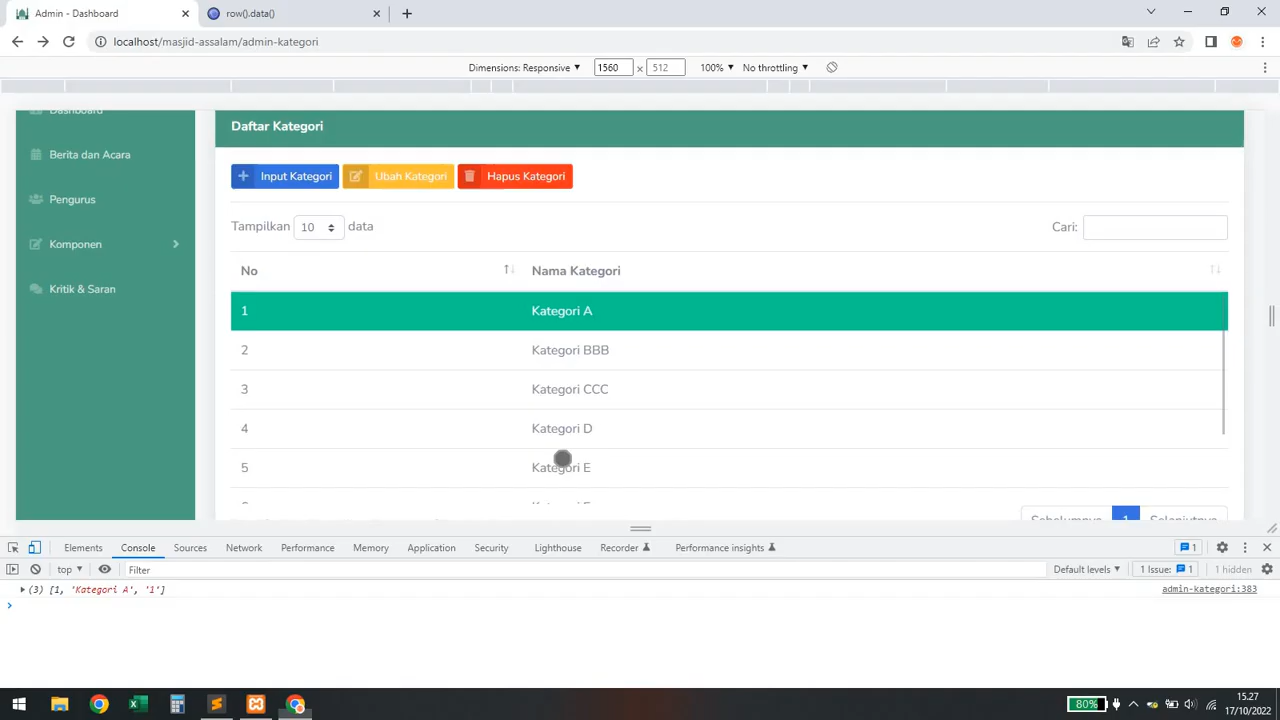 Admin - Dashboard
row().data()
localhost/masjid-assalam/admin-kategori
Dimensions: Responsive 1560 x 512 100% No throttling
Dashboard
Berita dan Acara
Pengurus
Komponen
Kritik & Saran
Daftar Kategori
Input Kategori Ubah Kategori Hapus Kategori
Tampilkan 10 data Cari:
No Nama Kategori
1 Kategori A
2 Kategori BBB
3 Kategori CCC
4 Kategori D
5 Kategori E
Sebelumnya 1 Selanjutnya
Elements Console Sources Network Performance Memory Application Security Lighthouse Recorder Performance insights 1
top Filter Default levels 1 Issue: 1 1 hidden
(3) [1, 'Kategori A', '1'] admin-kategori:383
80% 15.27
17/10/2022